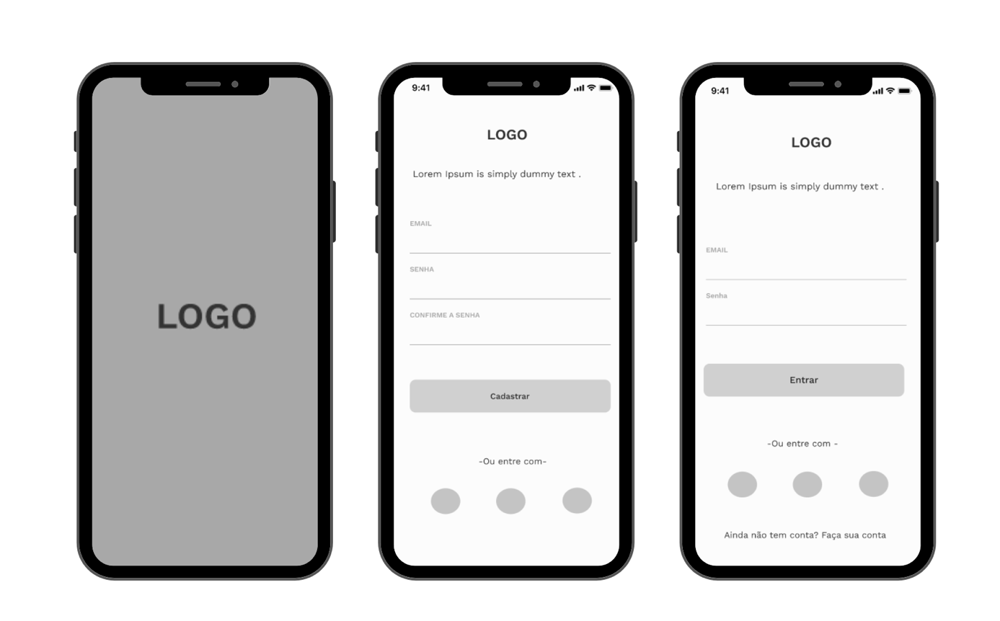 LOGO
9:41
LOGO
Lorem Ipsum is simply dummy text .
EMAIL
SENHA
CONFIRME A SENHA
Cadastrar
-Ou entre com-
9:41
LOGO
Lorem Ipsum is simply dummy text .
EMAIL
Senha
Entrar
-Ou entre com -
Ainda não tem conta? Faça sua conta